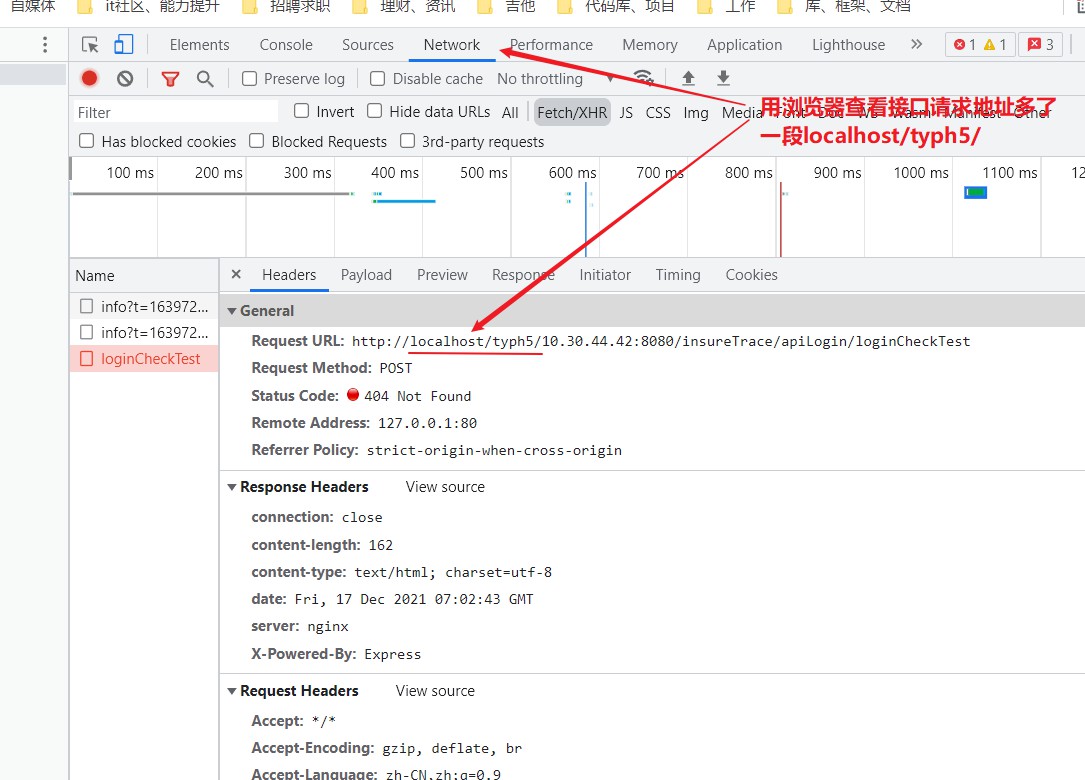 自媒体 it社区、能力提升 招聘求职 理财、资讯 吉他 代码库、项目 工作 库、框架、文档
Elements Console Sources Network Performance Memory Application Lighthouse 1 1 3
Preserve log Disable cache No throttling
Filter Invert Hide data URLs All Fetch/XHR JS CSS Img Media Font Doc WS Wasm Manifest Other
用浏览器查看接口请求地址多了
一段localhost/typh5/
Has blocked cookies Blocked Requests 3rd-party requests
100 ms 200 ms 300 ms 400 ms 500 ms 600 ms 700 ms 800 ms 900 ms 1000 ms 1100 ms 12
Name × Headers Payload Preview Response Initiator Timing Cookies
info?t=163972...
info?t=163972...
loginCheckTest
General
Request URL: http://localhost/typh5/10.30.44.42:8080/insureTrace/apiLogin/loginCheckTest
Request Method: POST
Status Code: 404 Not Found
Remote Address: 127.0.0.1:80
Referrer Policy: strict-origin-when-cross-origin
Response Headers View source
connection: close
content-length: 162
content-type: text/html; charset=utf-8
date: Fri, 17 Dec 2021 07:02:43 GMT
server: nginx
X-Powered-By: Express
Request Headers View source
Accept: */*
Accept-Encoding: gzip, deflate, br
Accept-Language: zh-CN,zh;q=0.9